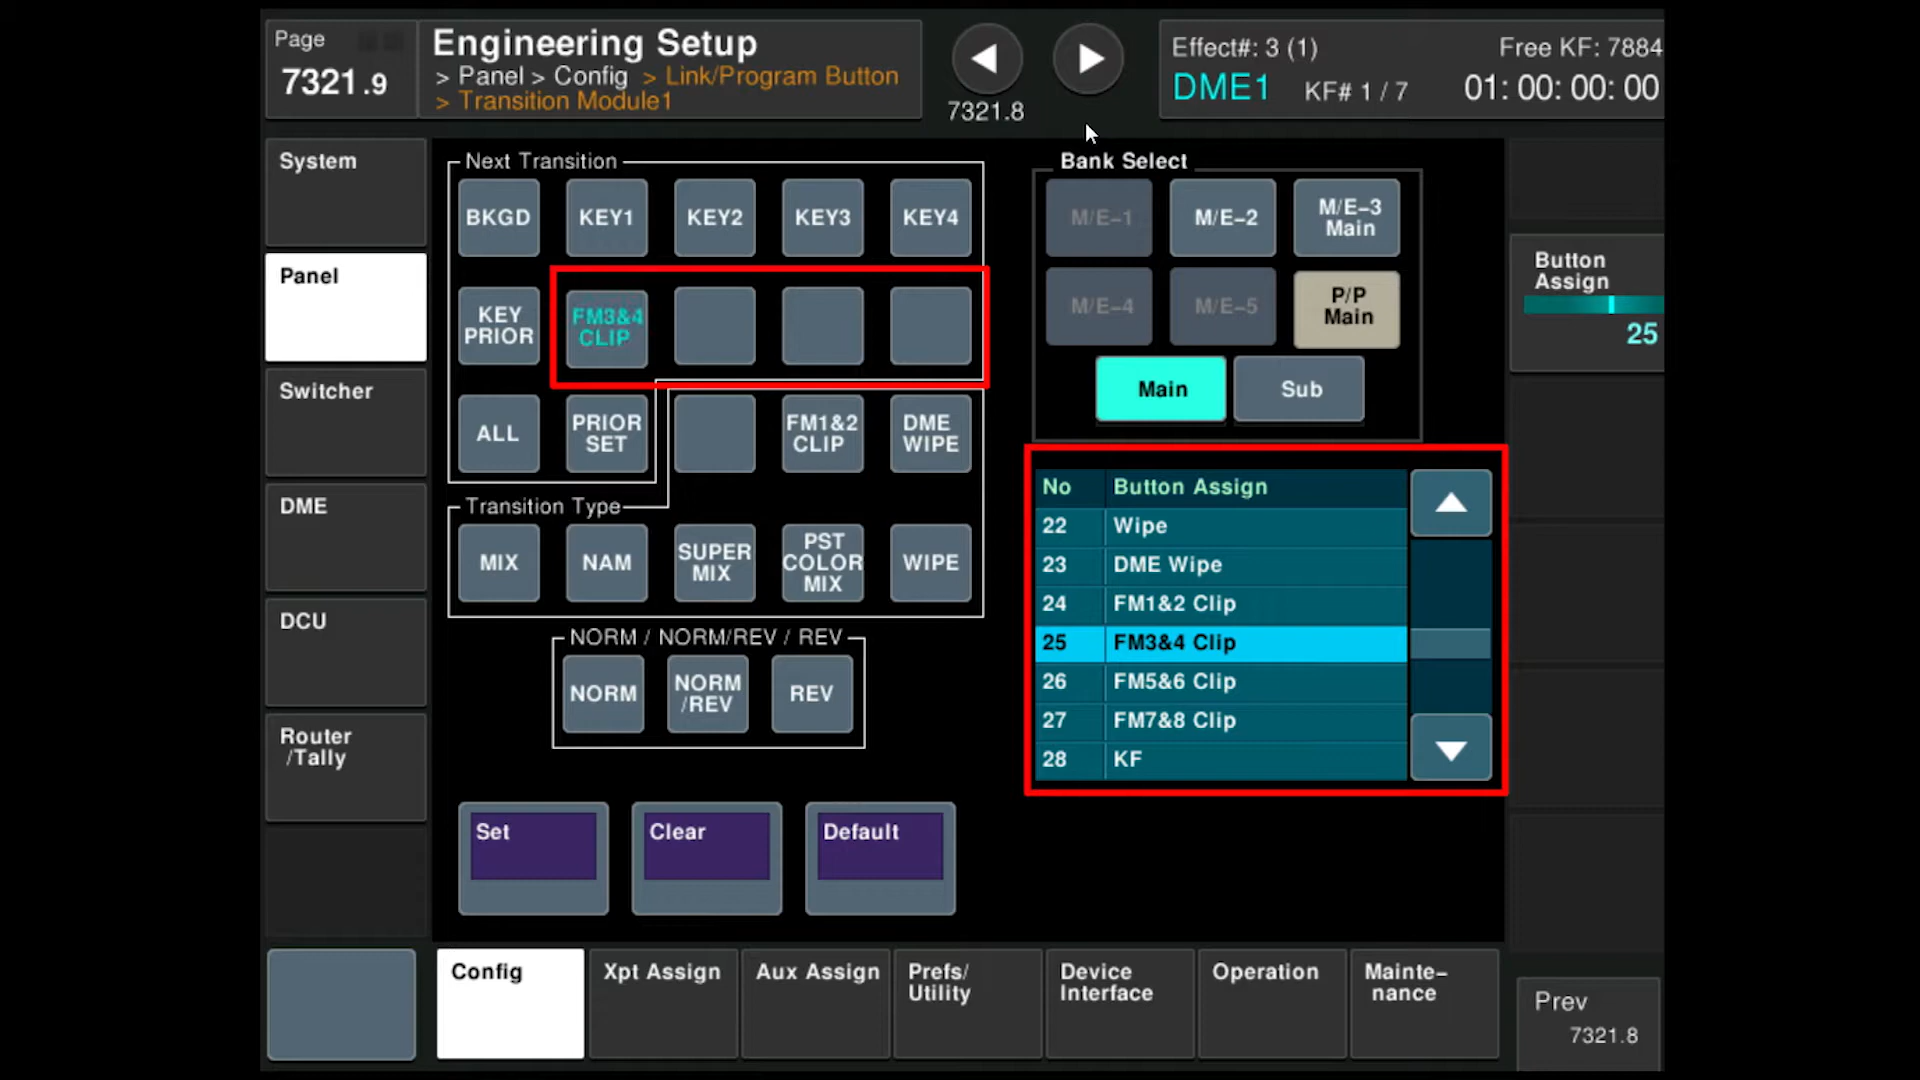 Page
7321.9
Engineering Setup
> Panel > Config > Link/Program Button
> Transition Module1
7321.8
Effect#: 3 (1)
Free KF: 7884
DME1
KF# 1 / 7
01: 00: 00: 00
System
Panel
Switcher
DME
DCU
Router
/Tally
Next Transition
BKGD
KEY1
KEY2
KEY3
KEY4
KEY
PRIOR
FM3&4
CLIP
ALL
PRIOR
SET
FM1&2
CLIP
DME
WIPE
Transition Type
MIX
NAM
SUPER
MIX
PST
COLOR
MIX
WIPE
NORM / NORM/REV / REV
NORM
NORM
/REV
REV
Set
Clear
Default
Bank Select
M/E-1
M/E-2
M/E-3
Main
M/E-4
M/E-5
P/P
Main
Main
Sub
No Button Assign
22 Wipe
23 DME Wipe
24 FM1&2 Clip
25 FM3&4 Clip
26 FM5&6 Clip
27 FM7&8 Clip
28 KF
Button
Assign
25
Config
Xpt Assign
Aux Assign
Prefs/
Utility
Device
Interface
Operation
Mainte-
nance
Prev
7321.8